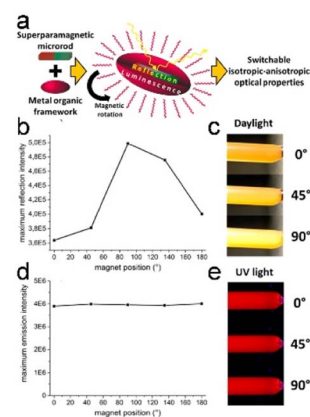 a
Superparamagnetic
microrod
+
Metal organic
framework
Magnetic
rotation
Reflection
Luminescence
Switchable
isotropic-anisotropic
optical properties
b
maximum reflection intensity
5,0E5
4,8E5
4,6E5
4,4E5
4,2E5
4,0E5
3,8E5
3,6E5
0 20 40 60 80 100 120 140 160 180
magnet position (°)
c
Daylight
0°
45°
90°
d
maximum emission intensity
6E6
5E6
4E6
3E6
2E6
1E6
0
0 20 40 60 80 100 120 140 160 180
magnet position (°)
e
UV light
0°
45°
90°